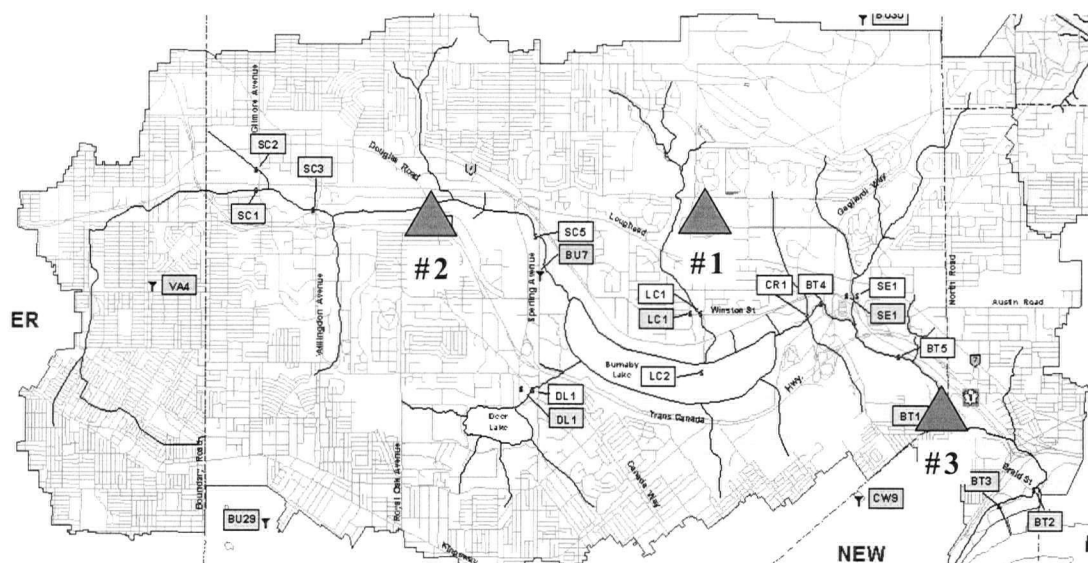 BU30
Gilmore Avenue
SC2
SC3
SC1
Douglas Road
Gaglardi Way
VA4
ER
Willingdon Avenue
#2
Sperling Avenue
SC5
BU7
Lougheed
#1
LC1
LC1
Winston St
CR1
BT4
SE1
SE1
North Road
Austin Road
BT5
7
1
Burnaby
Lake
LC2
Hwy.
DL1
DL1
Deer
Lake
Trans Canada
BT1
#3
Boundary Road
Royal Oak Avenue
Canada Way
BU29
Kingsway
CW9
BT3
Braid St
BT2
NEW